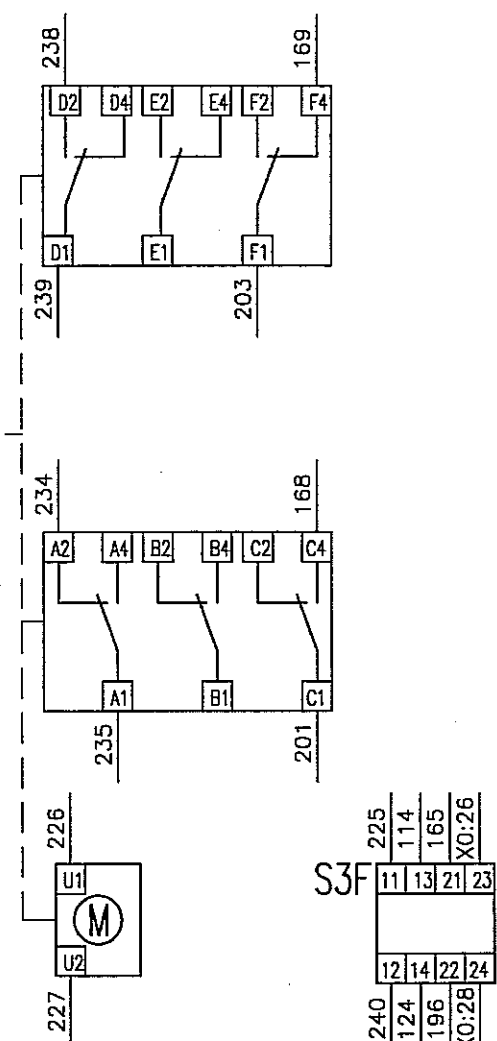 238 169
D2 D4 E2 E4 F2 F4
D1 E1 F1
239 203
234 168
A2 A4 B2 B4 C2 C4
A1 B1 C1
235 201
226
U1
M
U2
227
225 114 165 X0:26
S3F
11 13 21 23
12 14 22 24
240 124 196 X0:28